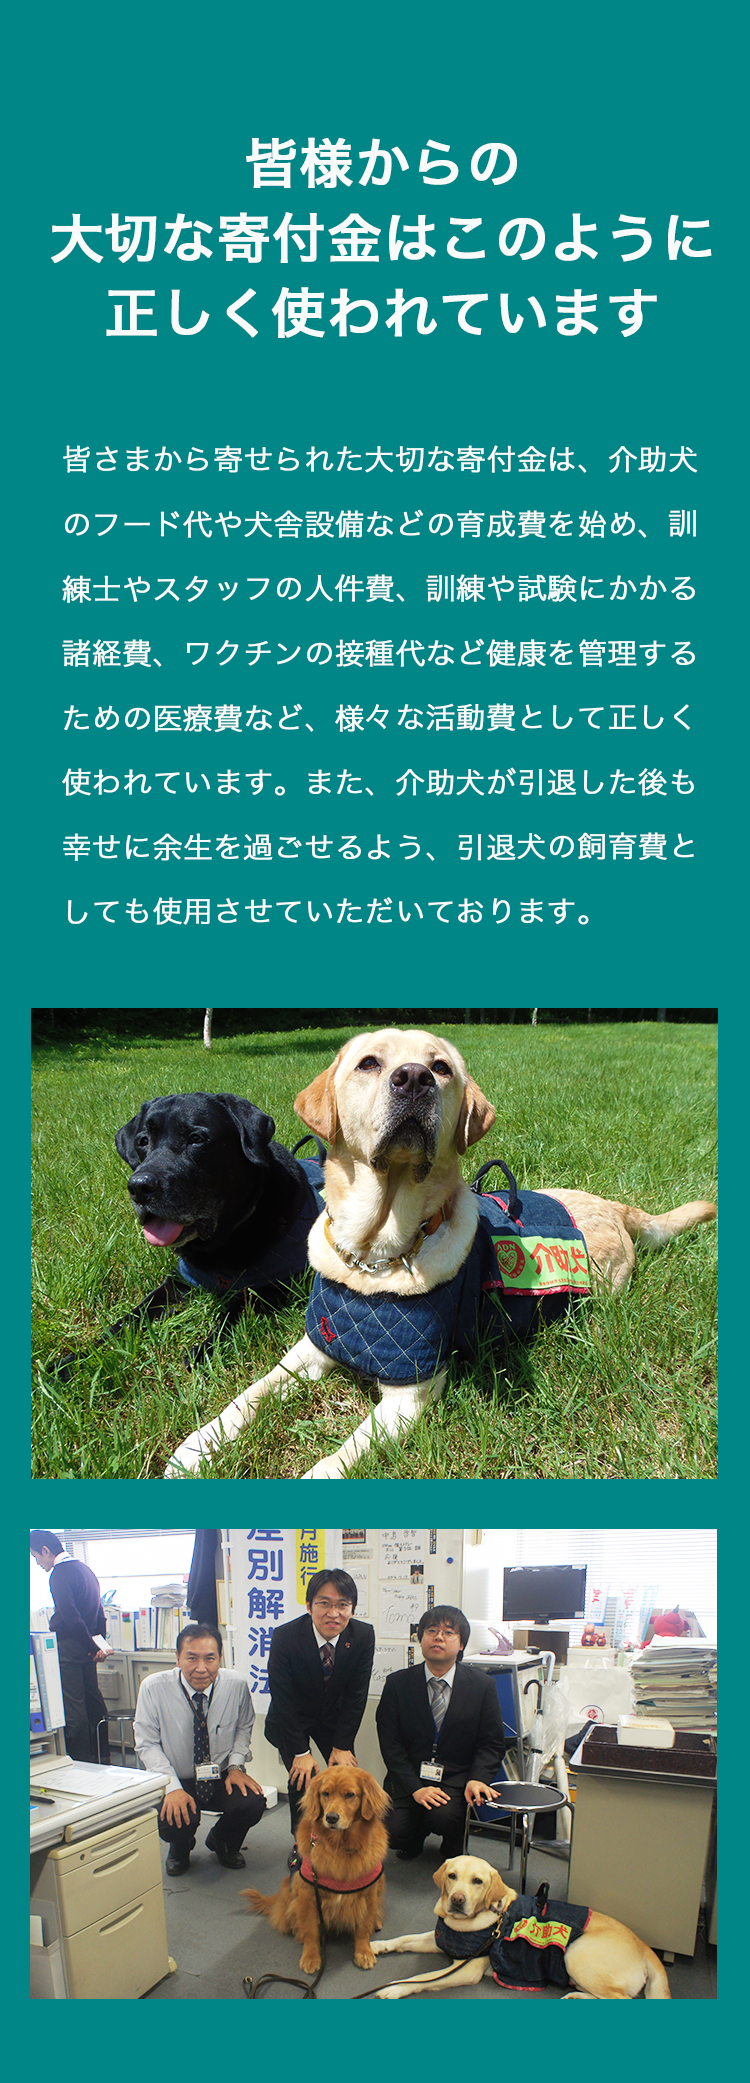 皆様からの
大切な寄付金はこのように
正しく使われています
皆さまから寄せられた大切な寄付金は、介助犬
のフード代や犬舎設備などの育成費を始め、訓
練士やスタッフの人件費、訓練や試験にかかる
諸経費、ワクチンの接種代など健康を管理する
ための医療費など、様々な活動費として正しく
使われています。また、介助犬が引退した後も
幸せに余生を過ごせるよう、引退犬の飼育費と
しても使用させていただいております。
介助犬
月施行
別解消法
介助犬